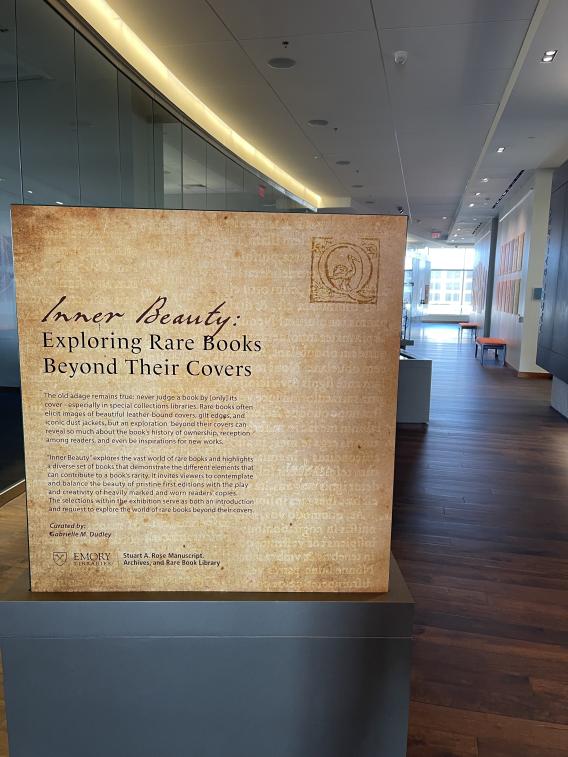 Inner Beauty:
Exploring Rare Books
Beyond Their Covers
The old adage remains true: never judge a book by [only] its
cover - especially in special collections libraries. Rare books often
elicit images of beautiful leather-bound covers, gilt edges, and
iconic dust jackets, but an exploration beyond their covers can
reveal so much about the book's history of ownership, reception
among readers, and even be inspirations for new works.
"Inner Beauty" explores the vast world of rare books and highlights
a diverse set of books that demonstrate the different elements that
can contribute to a book's rarity. It invites viewers to contemplate
and balance the beauty of pristine first editions with the play
and creativity of heavily marked and worn readers' copies.
The selections within the exhibition serve as both an introduction
and request to explore the world of rare books beyond their covers.
Curated by:
Gabrielle M. Dudley
EMORY
LIBRARIES
Stuart A. Rose Manuscript,
Archives, and Rare Book Library